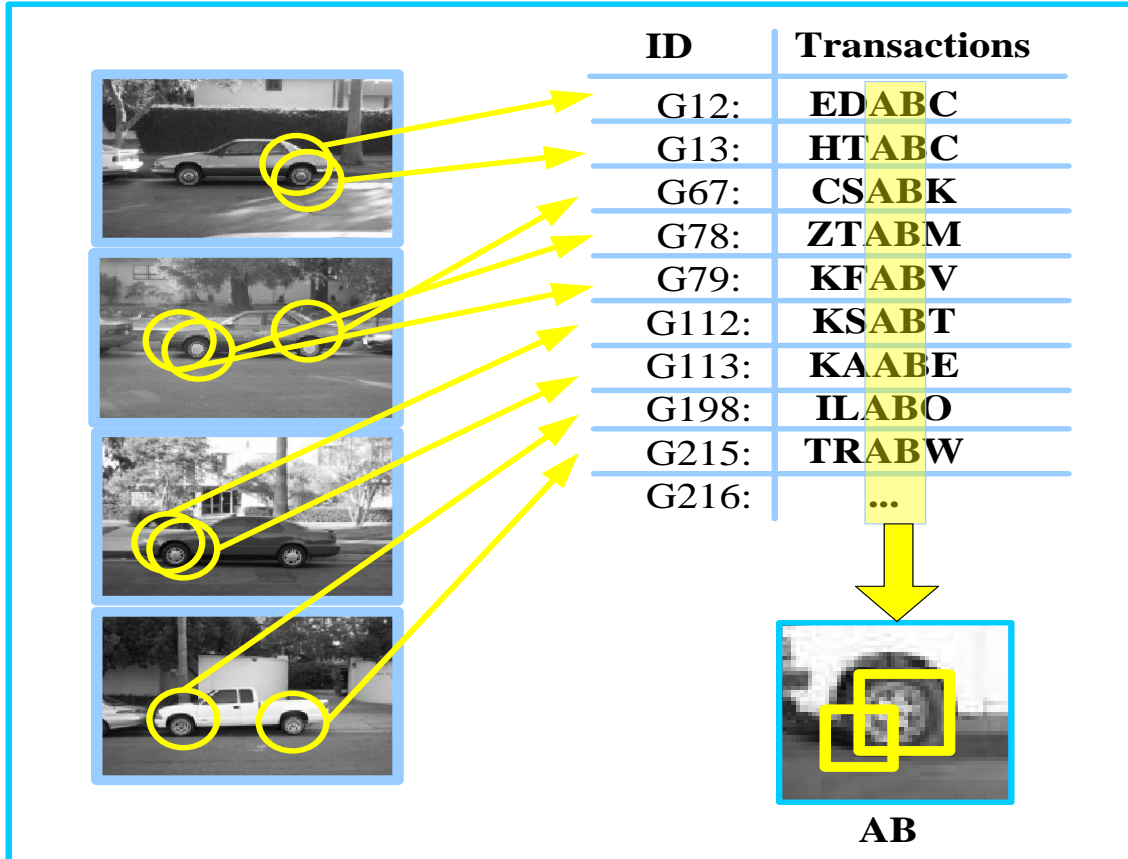 ID Transactions
G12: EDABC
G13: HTABC
G67: CSABK
G78: ZTABM
G79: KFABV
G112: KSABT
G113: KAABE
G198: ILABO
G215: TRABW
G216: ...
AB